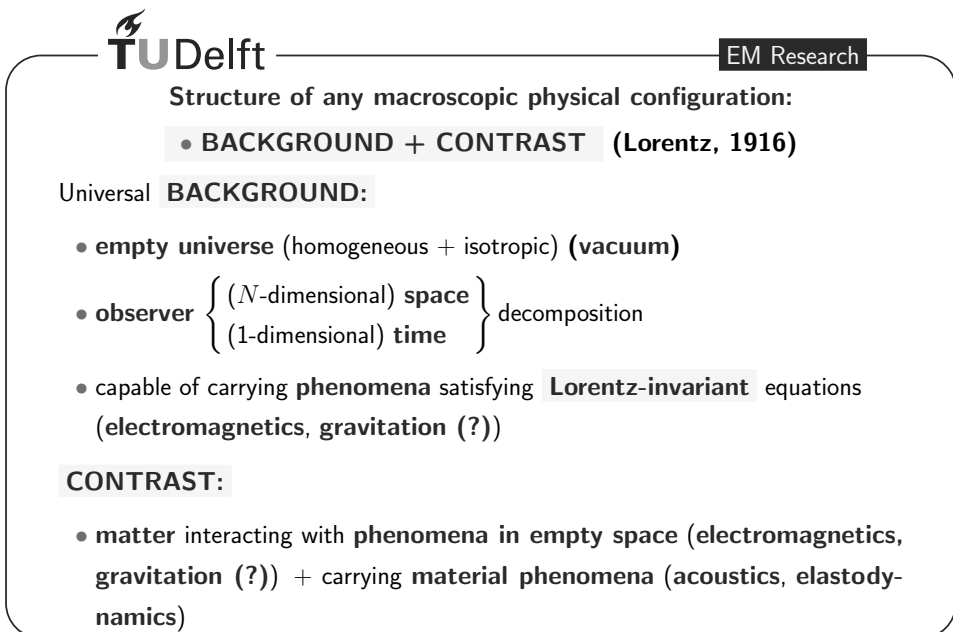 TUDelft
EM Research
Structure of any macroscopic physical configuration:
• BACKGROUND + CONTRAST (Lorentz, 1916)
Universal BACKGROUND:
• empty universe (homogeneous + isotropic) (vacuum)
• observer { (N-dimensional) space
(1-dimensional) time } decomposition
• capable of carrying phenomena satisfying Lorentz-invariant equations
(electromagnetics, gravitation (?))
CONTRAST:
• matter interacting with phenomena in empty space (electromagnetics,
gravitation (?)) + carrying material phenomena (acoustics, elastody-
namics)